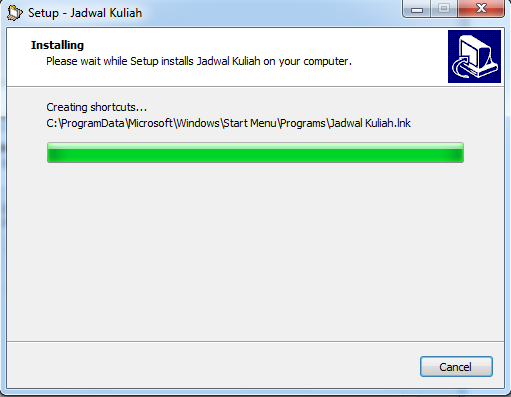 Setup - Jadwal Kuliah
Installing
Please wait while Setup installs Jadwal Kuliah on your computer.
Creating shortcuts...
C:\ProgramData\Microsoft\Windows\Start Menu\Programs\Jadwal Kuliah.lnk
Cancel